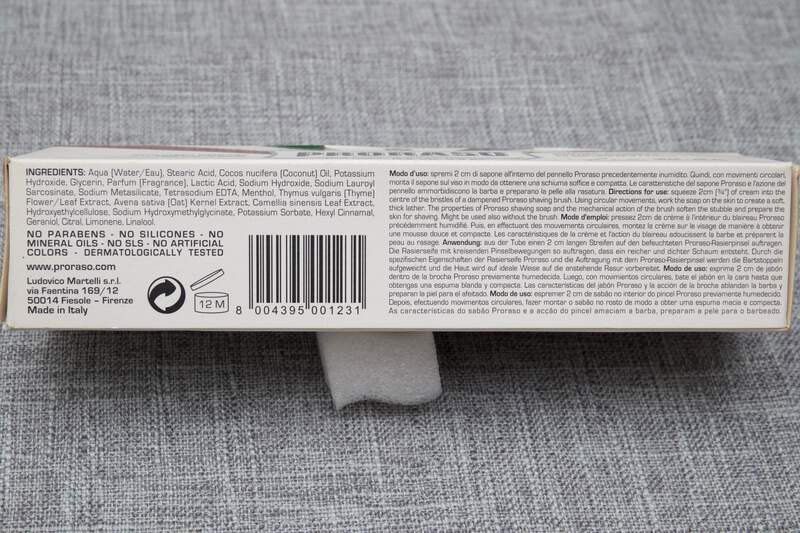 PRORASO
INGREDIENTS: Aqua [Water/Eau], Stearic Acid, Cocos nucifera [Coconut] Oil, Potassium
Hydroxide, Glycerin, Parfum [Fragrance], Lactic Acid, Sodium Hydroxide, Sodium Lauroyl
Sarcosinate, Sodium Metasilicate, Tetrasodium EDTA, Menthol, Thymus vulgaris [Thyme]
Flower/Leaf Extract, Avena sativa [Oat] Kernel Extract, Camellia sinensis Leaf Extract,
Hydroxyethylcellulose, Sodium Hydroxymethylglycinate, Potassium Sorbate, Hexyl Cinnamal,
Geraniol, Citral, Limonene, Linalool.
NO PARABENS - NO SILICONES - NO
MINERAL OILS - NO SLS - NO ARTIFICIAL
COLORS - DERMATOLOGICALLY TESTED
www.proraso.com
Ludovico Martelli s.r.l.
via Faentina 169/12
50014 Fiesole - Firenze
Made in Italy
12 M
8 004395 001231
Modo d'uso: spremi 2 cm di sapone all'interno del pennello Proraso precedentemente inumidito. Quindi, con movimenti circolari,
monta il sapone sul viso in modo da ottenere una schiuma soffice e compatta. Le caratteristiche del sapone Proraso e l'azione del
pennello ammorbidiscono la barba e preparano la pelle alla rasatura. Directions for use: squeeze 2cm [¾"] of cream into the
centre of the bristles of a dampened Proraso shaving brush. Using circular movements, work the soap on the skin to create a soft,
thick lather. The properties of Proraso shaving soap and the mechanical action of the brush soften the stubble and prepare the
skin for shaving. Might be used also without the brush. Mode d'emploi: pressez 2cm de crème à l'intérieur du blaireau Proraso
précédemment humidifié. Puis, en effectuant des mouvements circulaires, montez la crème sur le visage de manière à obtenir
une mousse douce et compacte. Les caractéristiques de la crème et l'action du blaireau adoucissent la barbe et préparent la
peau au rasage. Anwendung: aus der Tube einen 2 cm langen Streifen auf den befeuchteten Proraso-Rasierpinsel auftragen.
Die Rasierseife mit kreisenden Pinselbewegungen so auftragen, dass ein reicher und dichter Schaum entsteht. Durch die
spezifischen Eigenschaften der Rasierseife Proraso und die Auftragung mit dem Proraso-Rasierpinsel werden die Bartstoppeln
aufgeweicht und die Haut wird auf ideale Weise auf die anstehende Rasur vorbereitet. Modo de uso: exprime 2 cm de jabón
dentro de la brocha Proraso previamente humedecida. Luego, con movimientos circulares, bate el jabón en la cara hasta que
obtengas una espuma blanda y compacta. Las características del jabón Proraso y la acción de la brocha ablandan la barba y
preparan la piel para el afeitado. Modo de uso: espremer 2 cm de sabão no interior do pincel Proraso previamente humedecido.
Depois, efectuando movimentos circulares, fazer montar o sabão no rosto de modo a obter uma espuma macia e compacta.
As características do sabão Proraso e a acção do pincel amaciam a barba, preparam a pele para o barbeado.